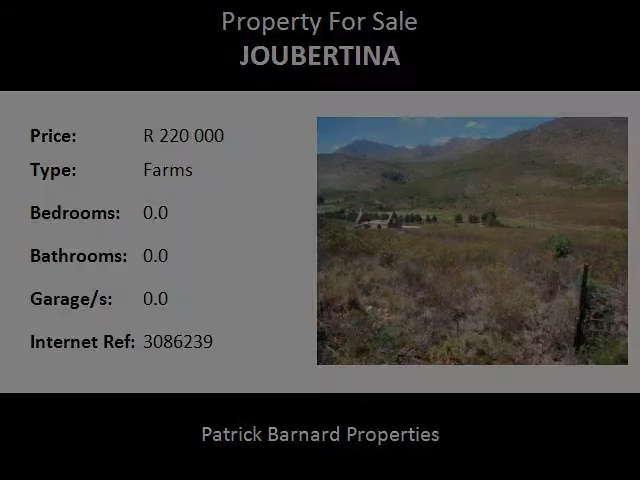 Property For Sale
JOUBERTINA
Price: R 220 000
Type: Farms
Bedrooms: 0.0
Bathrooms: 0.0
Garage/s: 0.0
Internet Ref: 3086239
Patrick Barnard Properties